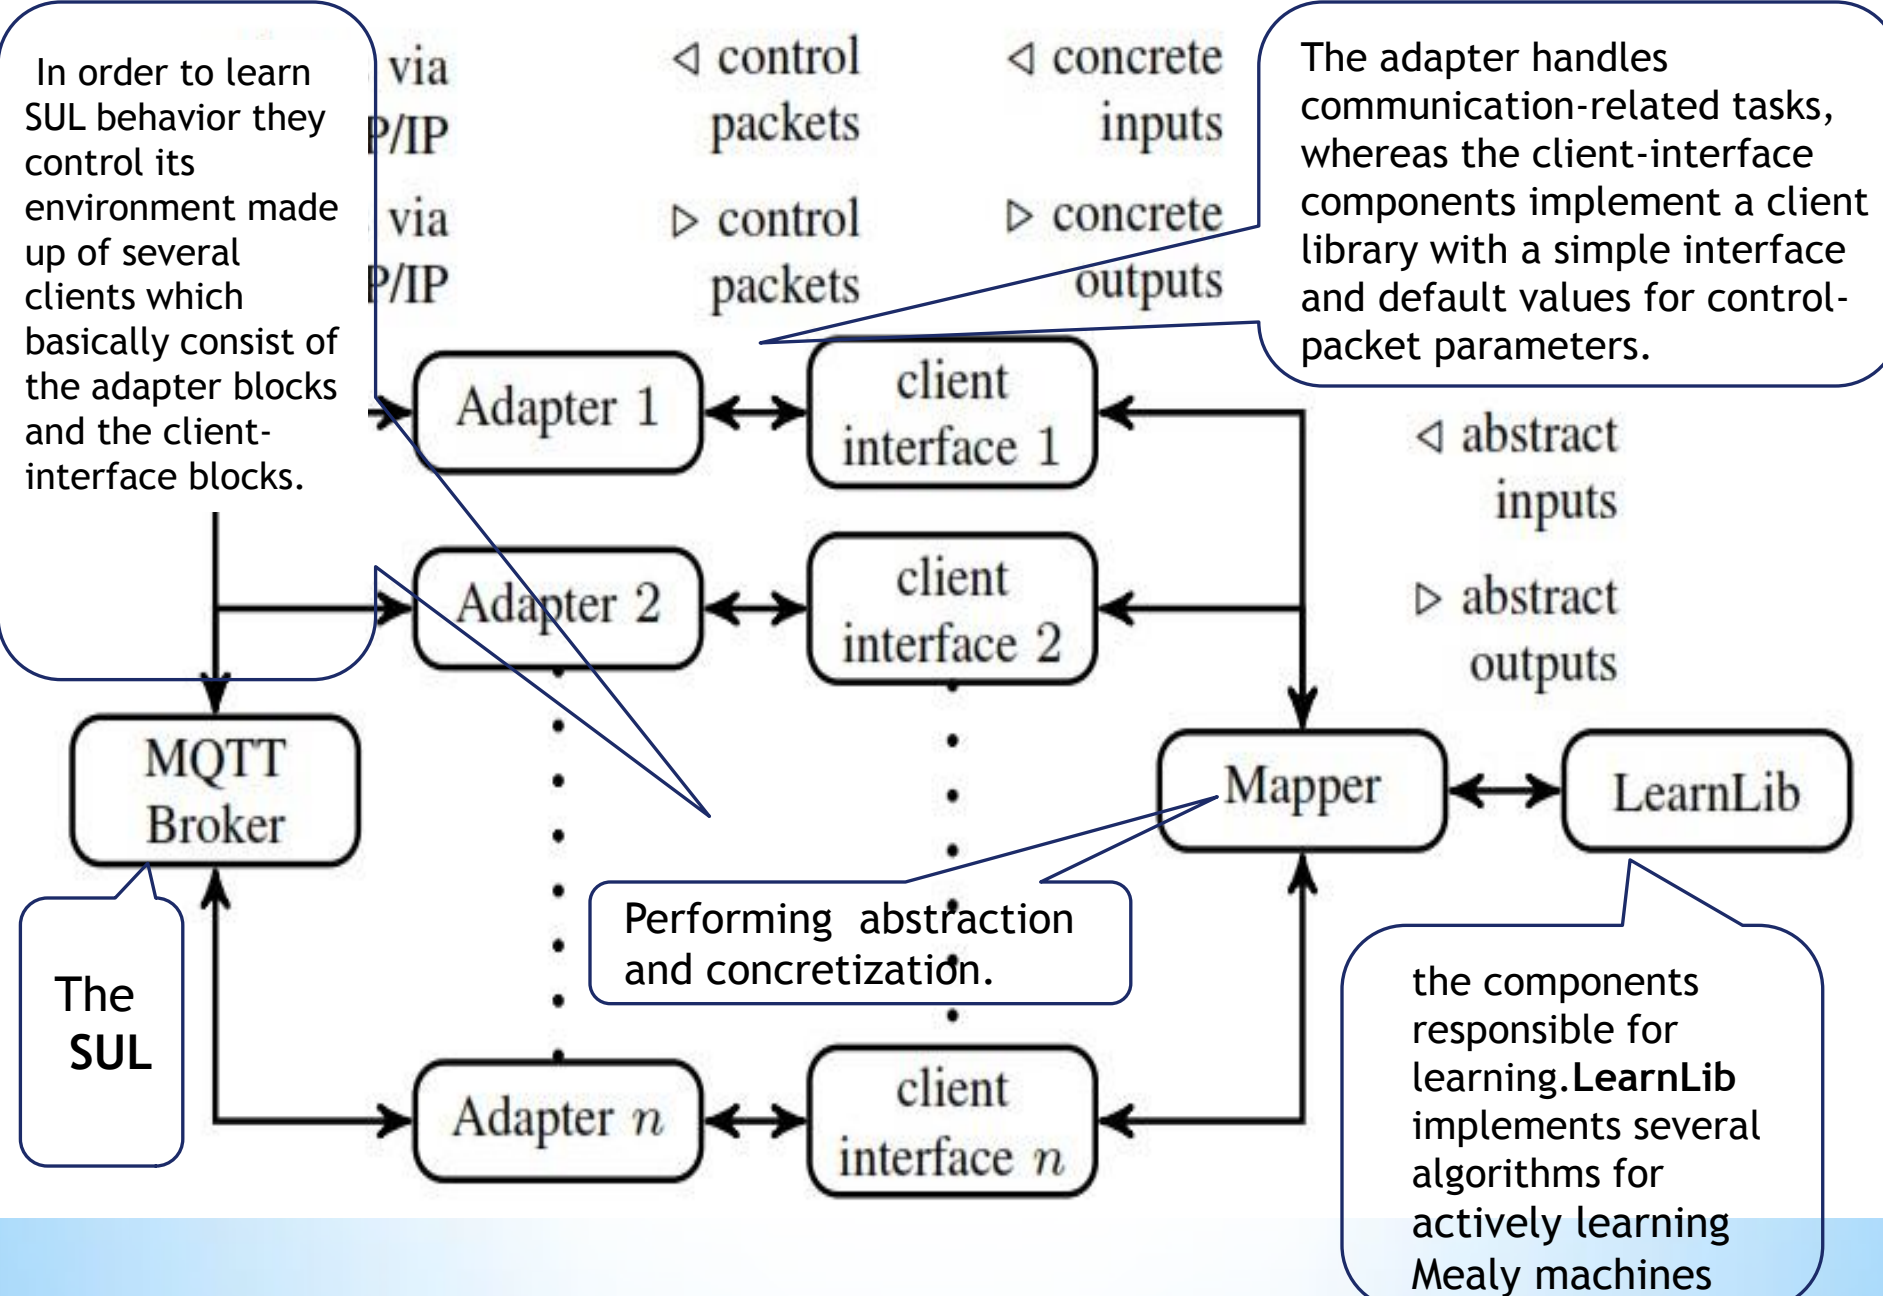 In order to learn
SUL behavior they
control its
environment made
up of several
clients which
basically consist of
the adapter blocks
and the client-
interface blocks.
via
P/IP
via
P/IP
◁ control
packets
▷ control
packets
◁ concrete
inputs
▷ concrete
outputs
The adapter handles
communication-related tasks,
whereas the client-interface
components implement a client
library with a simple interface
and default values for control-
packet parameters.
Adapter 1
client
interface 1
◁ abstract
inputs
▷ abstract
outputs
Adapter 2
client
interface 2
MQTT
Broker
Mapper
LearnLib
Performing  abstraction
and concretization.
The
SUL
the components
responsible for
learning.LearnLib
implements several
algorithms for
actively learning
Mealy machines
Adapter n
client
interface n